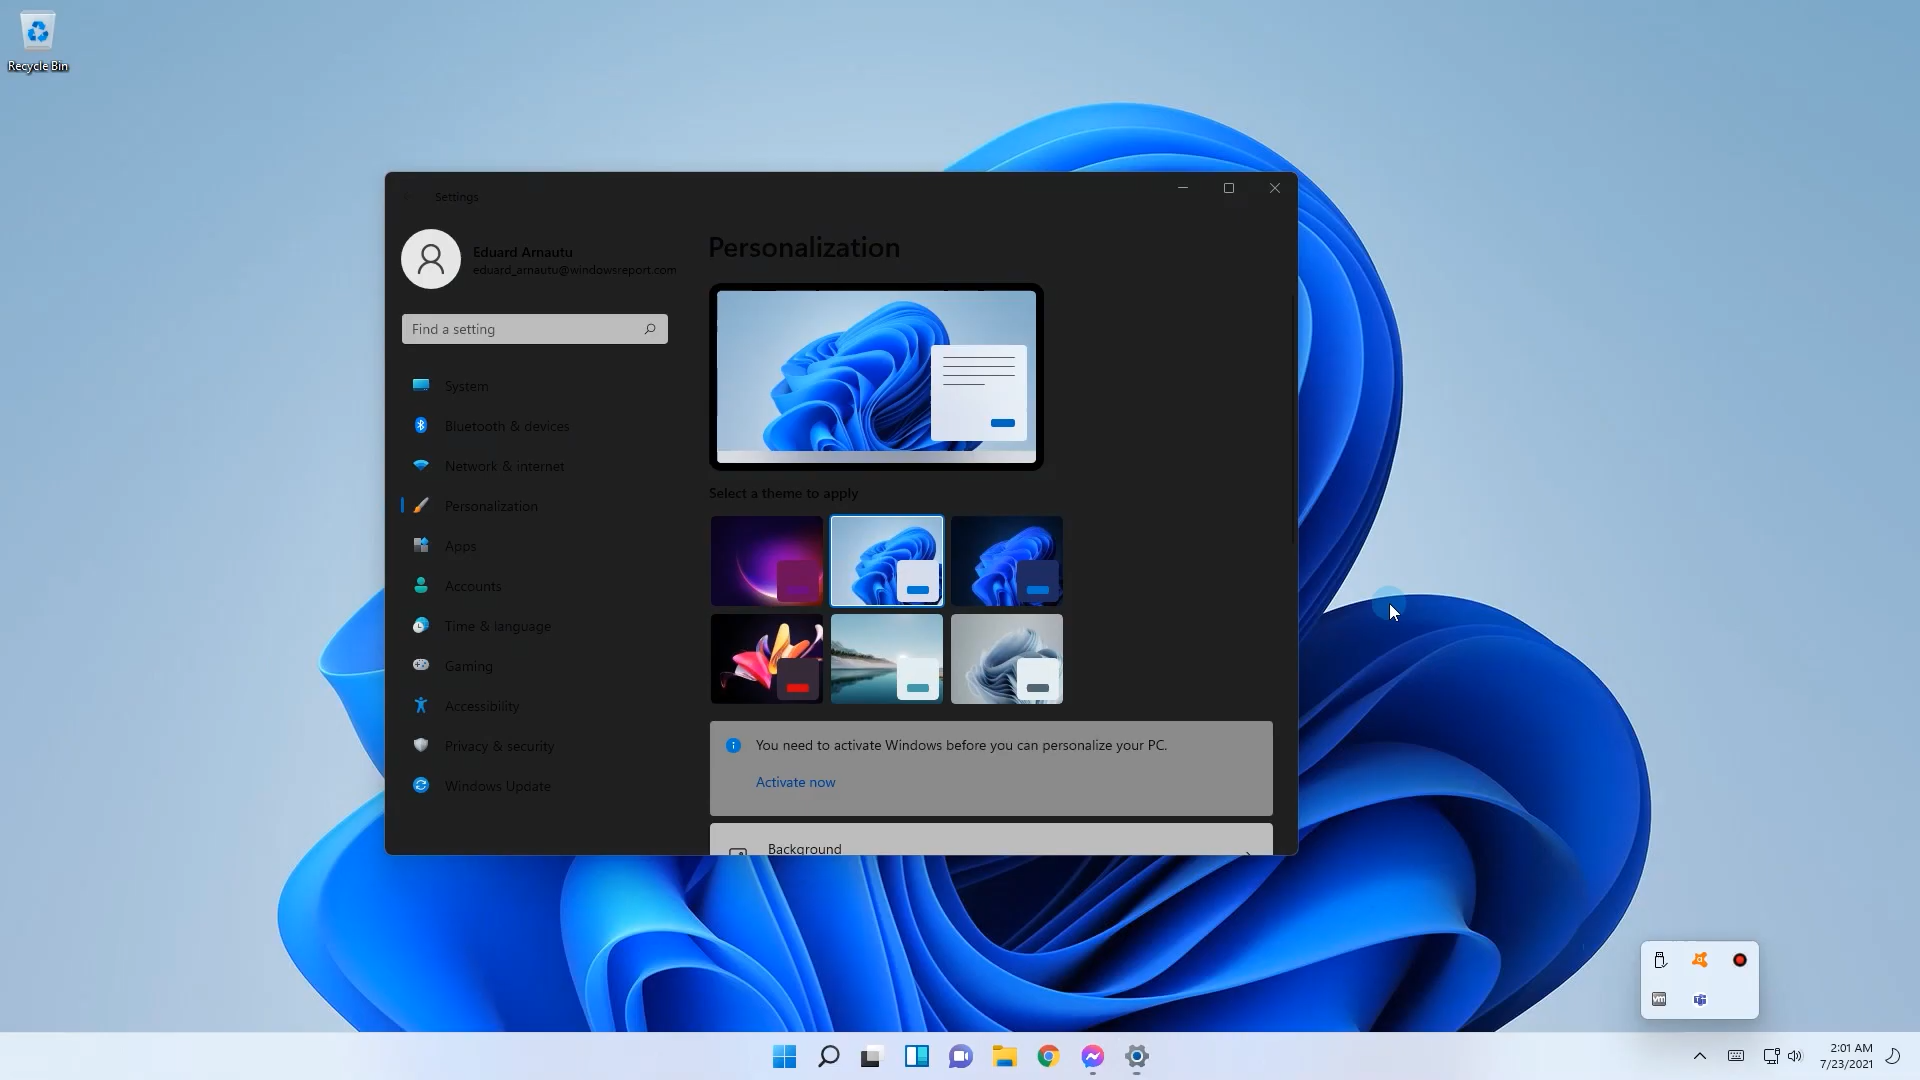 Recycle Bin
Settings
Eduard Arnautu
eduard_arnautu@windowsreport.com
Find a setting
System
Bluetooth & devices
Network & internet
Personalization
Apps
Accounts
Time & language
Gaming
Accessibility
Privacy & security
Windows Update
Personalization
Select a theme to apply
You need to activate Windows before you can personalize your PC.
Activate now
Background
vm
2:01 AM
7/23/2021